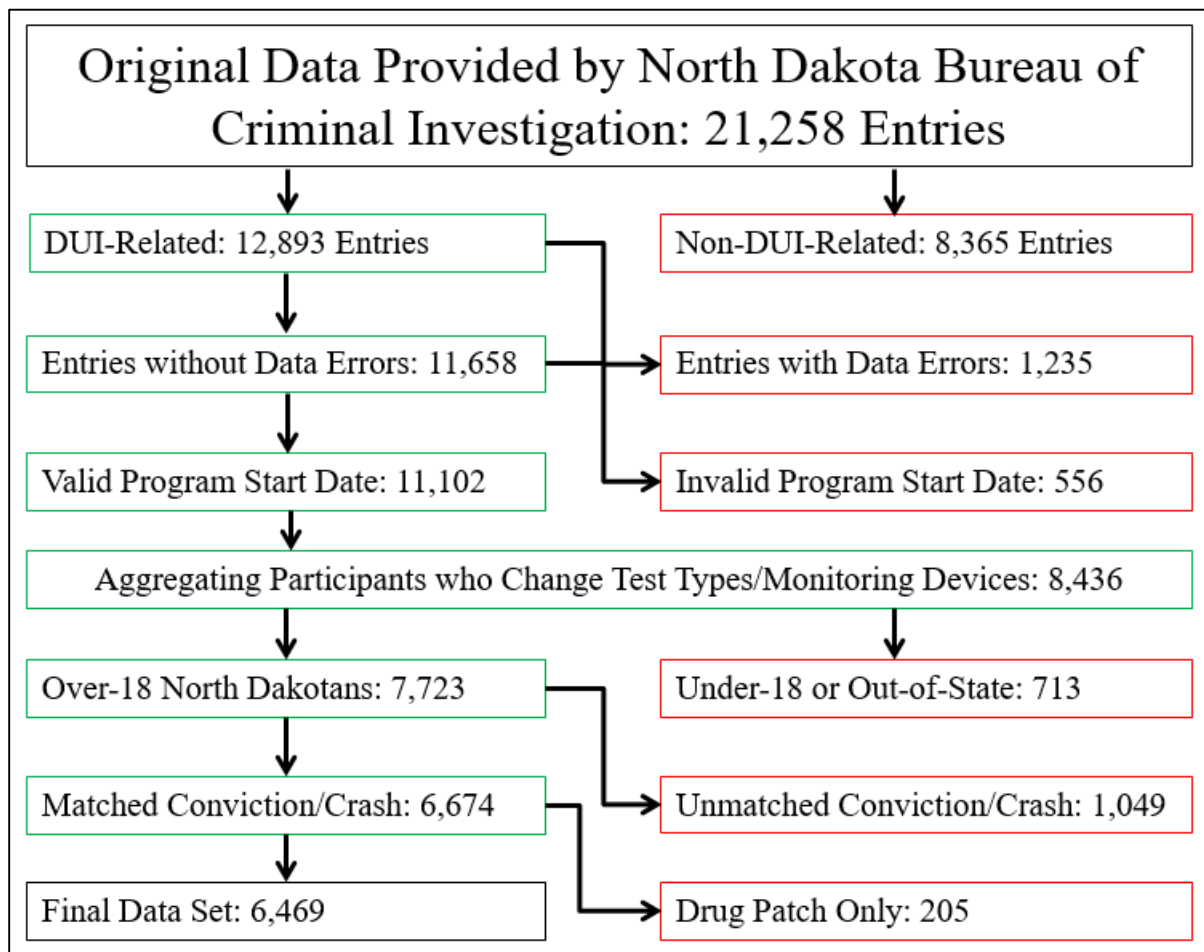 Original Data Provided by North Dakota Bureau of
Criminal Investigation: 21,258 Entries
DUI-Related: 12,893 Entries
Non-DUI-Related: 8,365 Entries
Entries without Data Errors: 11,658
Entries with Data Errors: 1,235
Valid Program Start Date: 11,102
Invalid Program Start Date: 556
Aggregating Participants who Change Test Types/Monitoring Devices: 8,436
Over-18 North Dakotans: 7,723
Under-18 or Out-of-State: 713
Matched Conviction/Crash: 6,674
Unmatched Conviction/Crash: 1,049
Final Data Set: 6,469
Drug Patch Only: 205